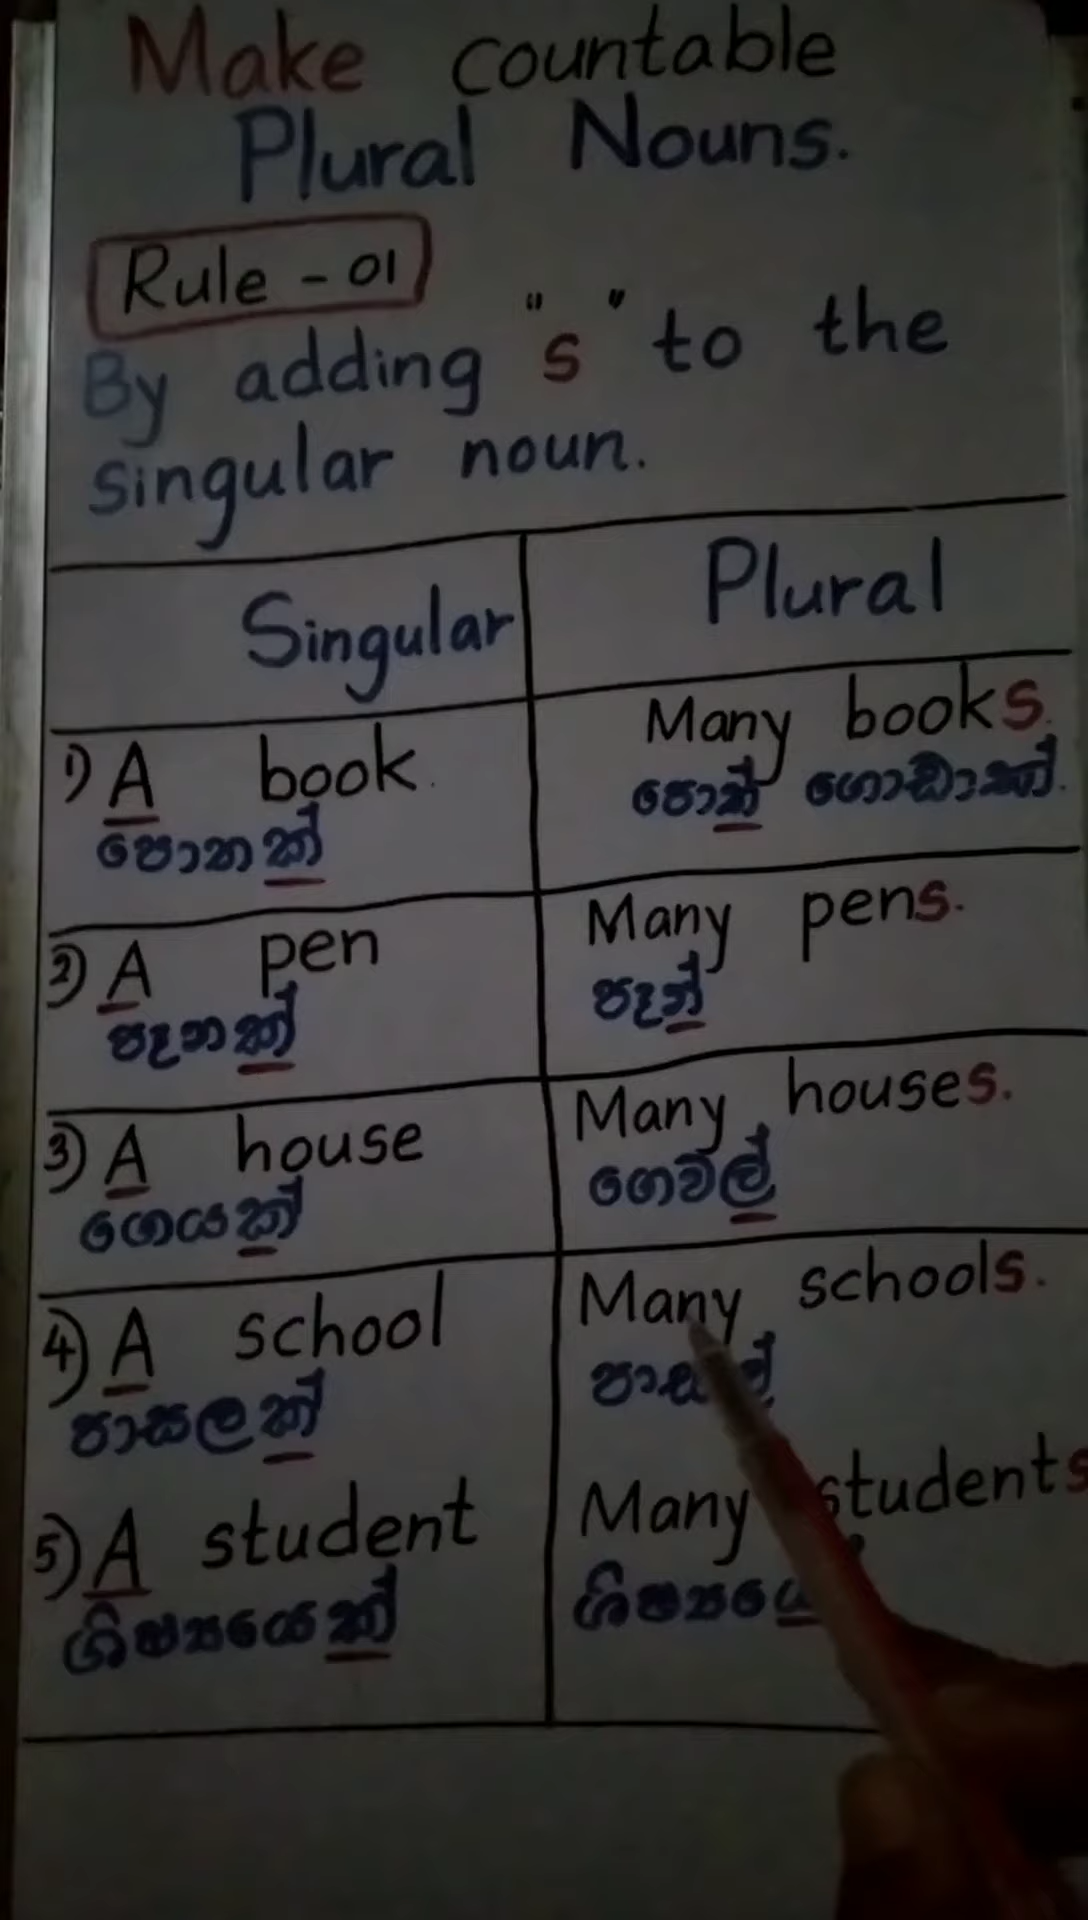 Make countable
Plural Nouns.
Rule - 01
By adding "s" to the
singular noun.
Singular
Plural
1) A book.
පොතක්
Many books.
පොත් ගොඩාක්.
2) A pen
පෑනක්
Many pens.
පෑන්
3) A house
ගෙයක්
Many houses.
ගෙවල්
4) A school
පාසලක්
Many schools.
5) A student
ශිෂ්‍යයෙක්
Many students